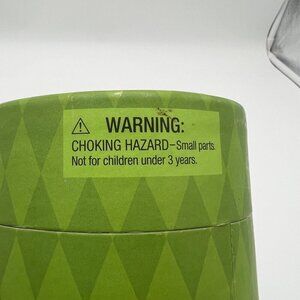 ⚠ WARNING:
CHOKING HAZARD–Small parts.
Not for children under 3 years.